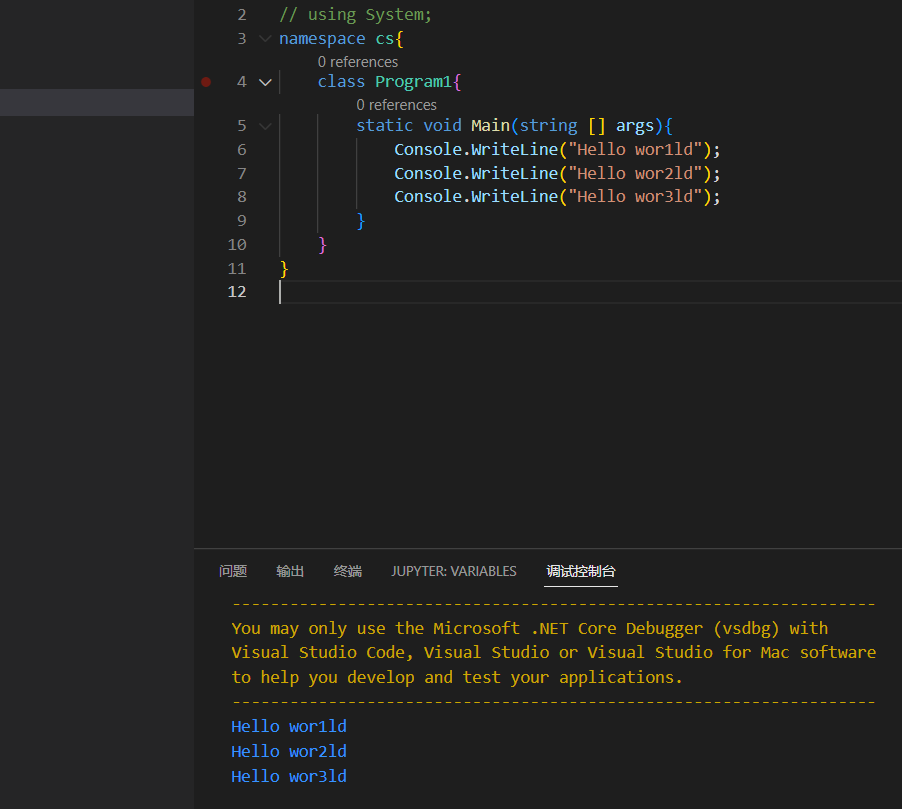 2 // using System;
3 namespace cs{
0 references
4 class Program1{
0 references
5 static void Main(string [] args){
6 Console.WriteLine("Hello wor1ld");
7 Console.WriteLine("Hello wor2ld");
8 Console.WriteLine("Hello wor3ld");
9 }
10 }
11 }
12
问题 输出 终端 JUPYTER: VARIABLES 调试控制台
-------------------------------------------------------------------
You may only use the Microsoft .NET Core Debugger (vsdbg) with
Visual Studio Code, Visual Studio or Visual Studio for Mac software
to help you develop and test your applications.
-------------------------------------------------------------------
Hello wor1ld
Hello wor2ld
Hello wor3ld